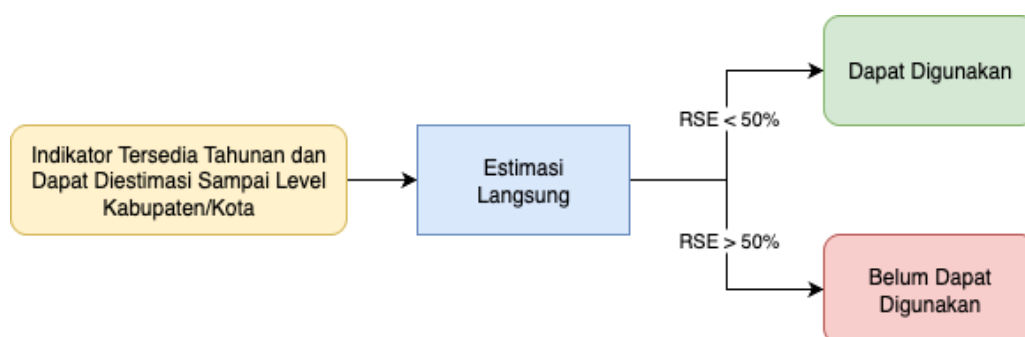 Indikator Tersedia Tahunan dan
Dapat Diestimasi Sampai Level
Kabupaten/Kota
Estimasi
Langsung
RSE < 50%
Dapat Digunakan
RSE > 50%
Belum Dapat
Digunakan